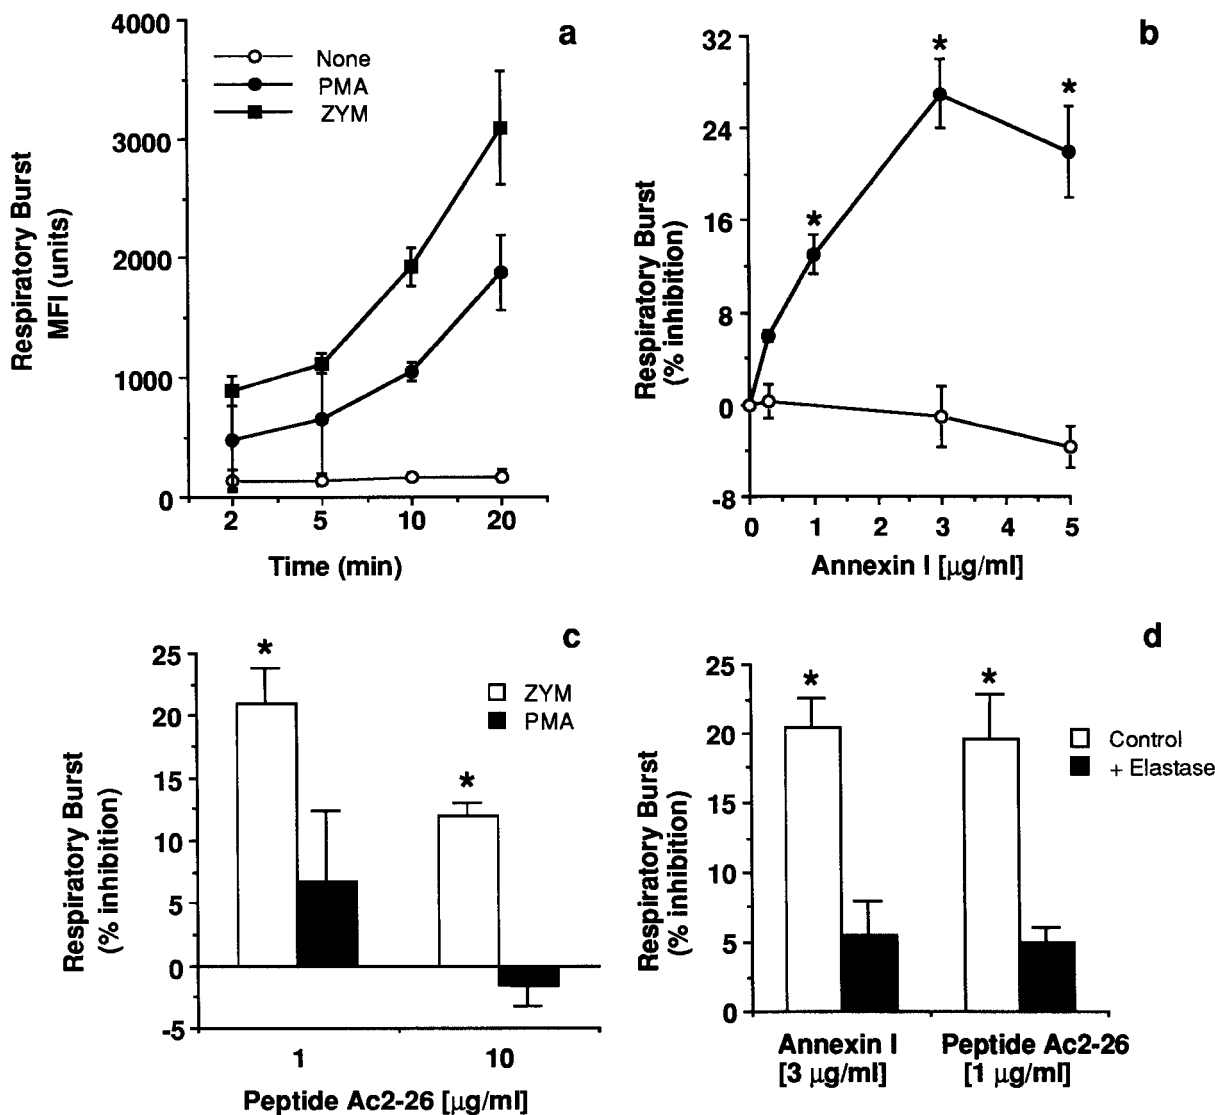 a
4000
3000
2000
1000
0
Respiratory Burst
MFI (units)
None
PMA
ZYM
2 5 10 20
Time (min)
b
32
24
16
8
0
-8
Respiratory Burst
(% inhibition)
* * *
0 1 2 3 4 5
Annexin I [µg/ml]
c
25
20
15
10
5
0
-5
Respiratory Burst
(% inhibition)
* *
ZYM
PMA
1 10
Peptide Ac2-26 [µg/ml]
d
25
20
15
10
5
0
Respiratory Burst
(% inhibition)
* *
Control
+ Elastase
Annexin I Peptide Ac2-26
[3 µg/ml] [1 µg/ml]